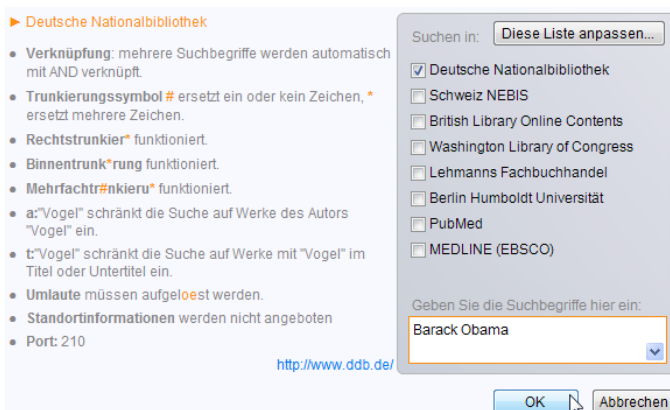 ► Deutsche Nationalbibliothek
● Verknüpfung: mehrere Suchbegriffe werden automatisch
mit AND verknüpft.
● Trunkierungssymbol # ersetzt ein oder kein Zeichen, *
ersetzt mehrere Zeichen.
● Rechtstrunkier* funktioniert.
● Binnentrunk*rung funktioniert.
● Mehrfachtr#nkieru* funktioniert.
● a:"Vogel" schränkt die Suche auf Werke des Autors
"Vogel" ein.
● t:"Vogel" schränkt die Suche auf Werke mit "Vogel" im
Titel oder Untertitel ein.
● Umlaute müssen aufgeloest werden.
● Standortinformationen werden nicht angeboten
● Port: 210
http://www.ddb.de/
Suchen in: Diese Liste anpassen...
Deutsche Nationalbibliothek
Schweiz NEBIS
British Library Online Contents
Washington Library of Congress
Lehmanns Fachbuchhandel
Berlin Humboldt Universität
PubMed
MEDLINE (EBSCO)
Geben Sie die Suchbegriffe hier ein:
Barack Obama
OK Abbrechen